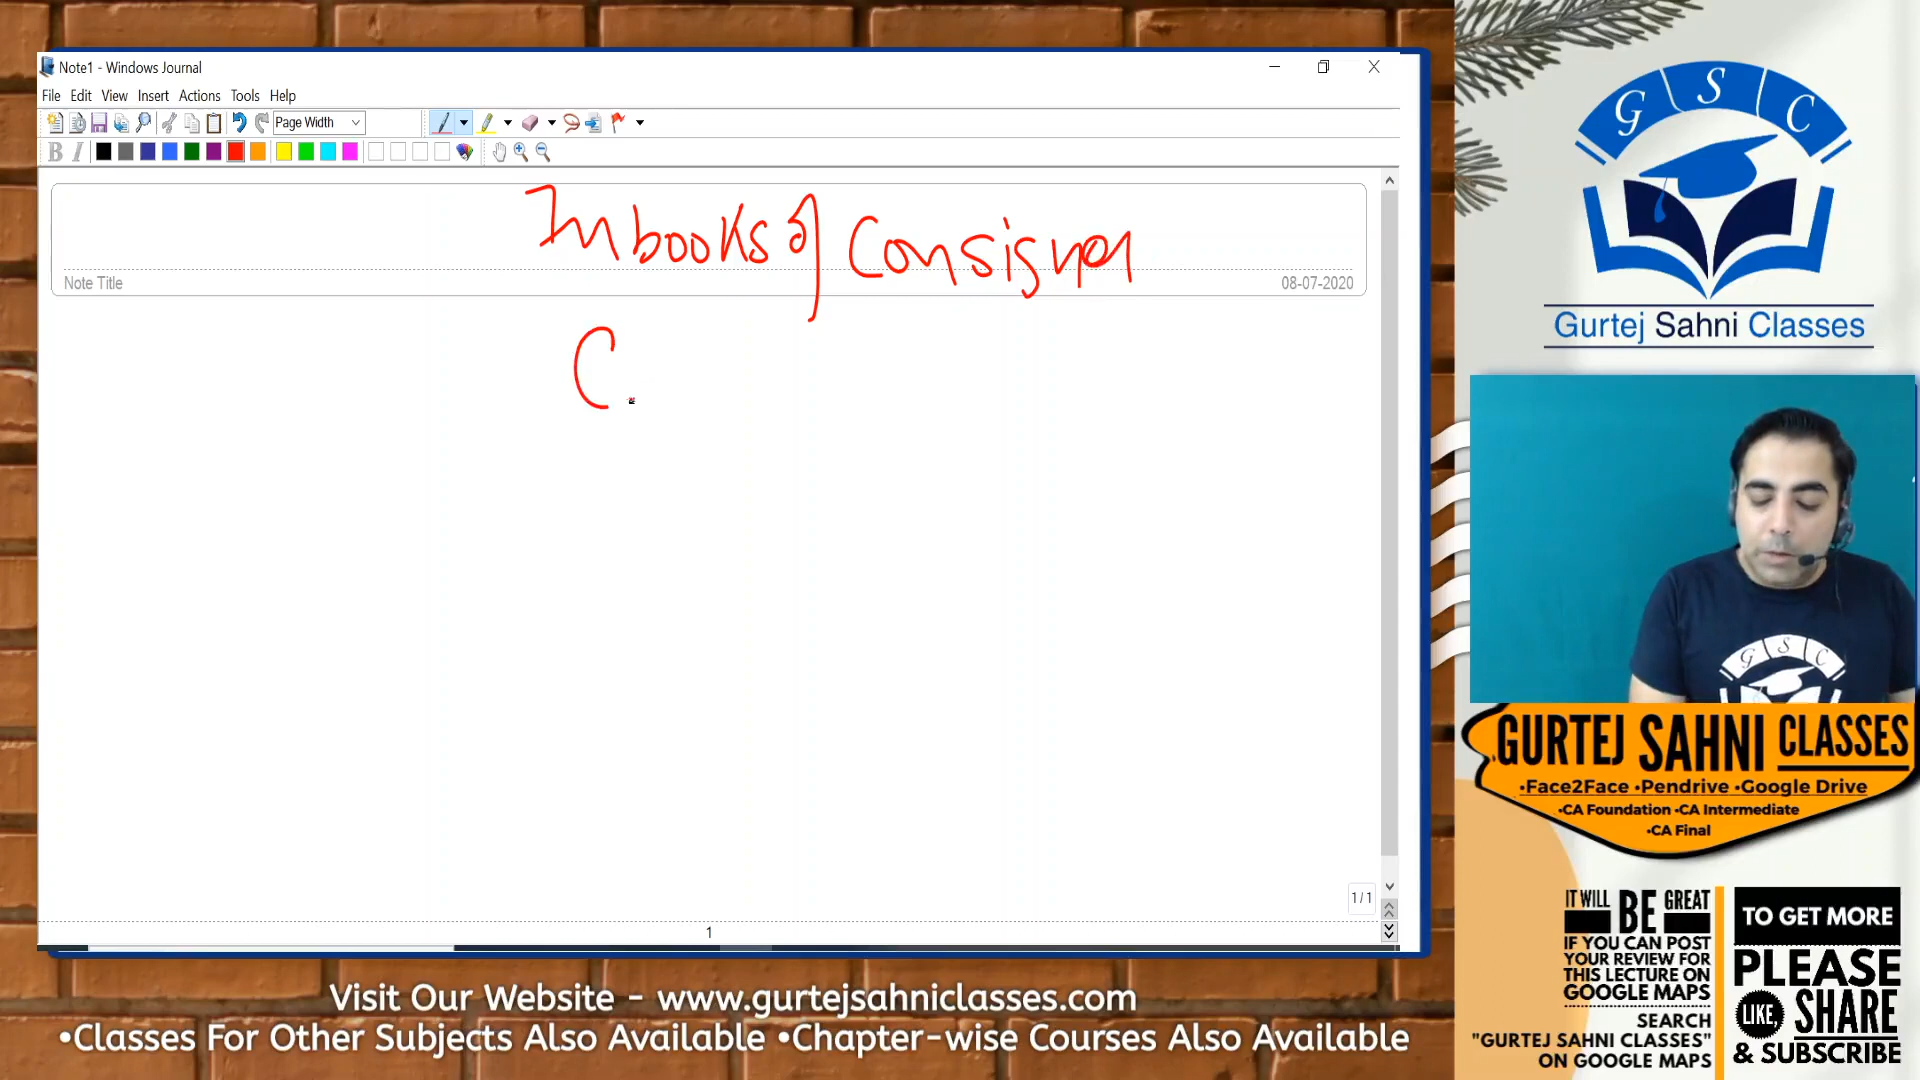 Note1 - Windows Journal
File Edit View Insert Actions Tools Help
Page Width
B I
In books of Consignor
Note Title
08-07-2020
C
1 / 1
1
G S C
Gurtej Sahni Classes
G S C
GURTEJ SAHNI CLASSES
•Face2Face •Pendrive •Google Drive
•CA Foundation •CA Intermediate
•CA Final
IT WILL BE GREAT
IF YOU CAN POST
YOUR REVIEW FOR
THIS LECTURE ON
GOOGLE MAPS
SEARCH
"GURTEJ SAHNI CLASSES"
ON GOOGLE MAPS
TO GET MORE
PLEASE
LIKE, SHARE
& SUBSCRIBE
Visit Our Website - www.gurtejsahniclasses.com
•Classes For Other Subjects Also Available •Chapter-wise Courses Also Available